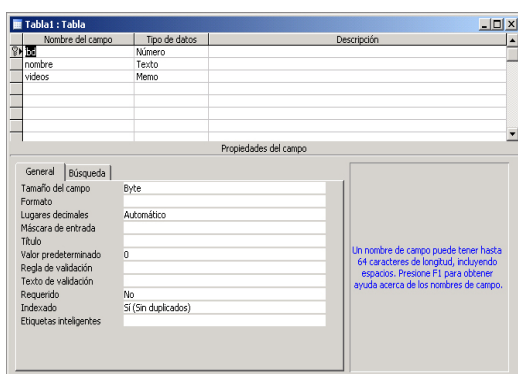 Tabla1 : Tabla
Nombre del campo Tipo de datos Descripción
bd Número
nombre Texto
videos Memo
Propiedades del campo
General Búsqueda
Tamaño del campo Byte
Formato
Lugares decimales Automático
Máscara de entrada
Título
Valor predeterminado 0
Regla de validación
Texto de validación
Requerido No
Indexado Sí (Sin duplicados)
Etiquetas inteligentes
Un nombre de campo puede tener hasta
64 caracteres de longitud, incluyendo
espacios. Presione F1 para obtener
ayuda acerca de los nombres de campo.